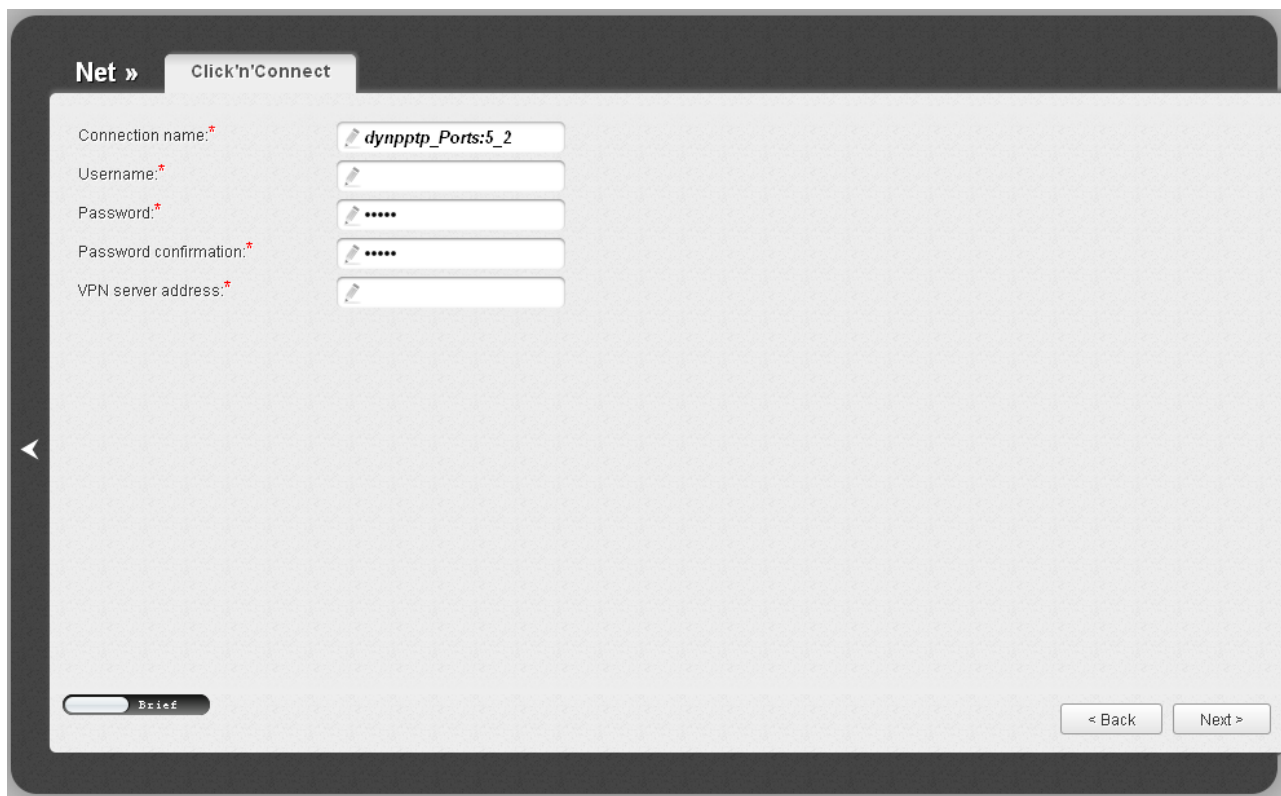 Net »
Click'n'Connect
Connection name:*
dynpptp_Ports:5_2
Username:*
Password:*
•••••
Password confirmation:*
•••••
VPN server address:*
Brief
< Back
Next >